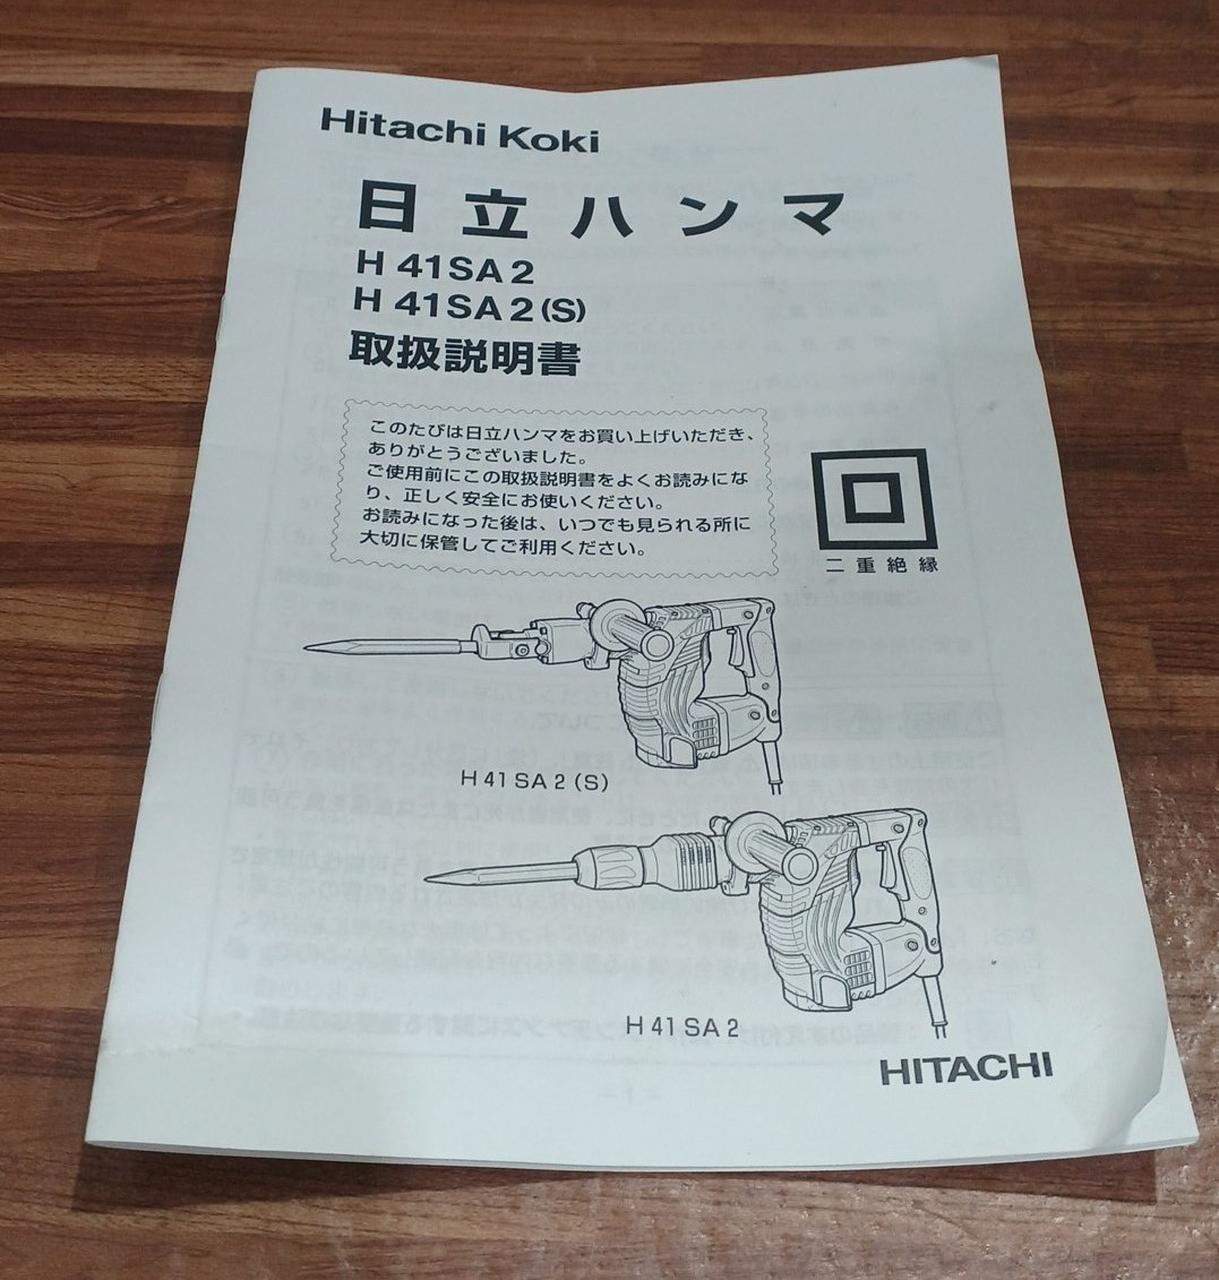 Hitachi Koki
日立ハンマ
H 41SA2
H 41SA2(S)
取扱説明書
このたびは日立ハンマをお買い上げいただき、
ありがとうございました。
ご使用前にこの取扱説明書をよくお読みにな
り、正しく安全にお使いください。
お読みになった後は、いつでも見られる所に
大切に保管してご利用ください。
二重絶縁
H 41 SA 2 (S)
H 41 SA 2
HITACHI